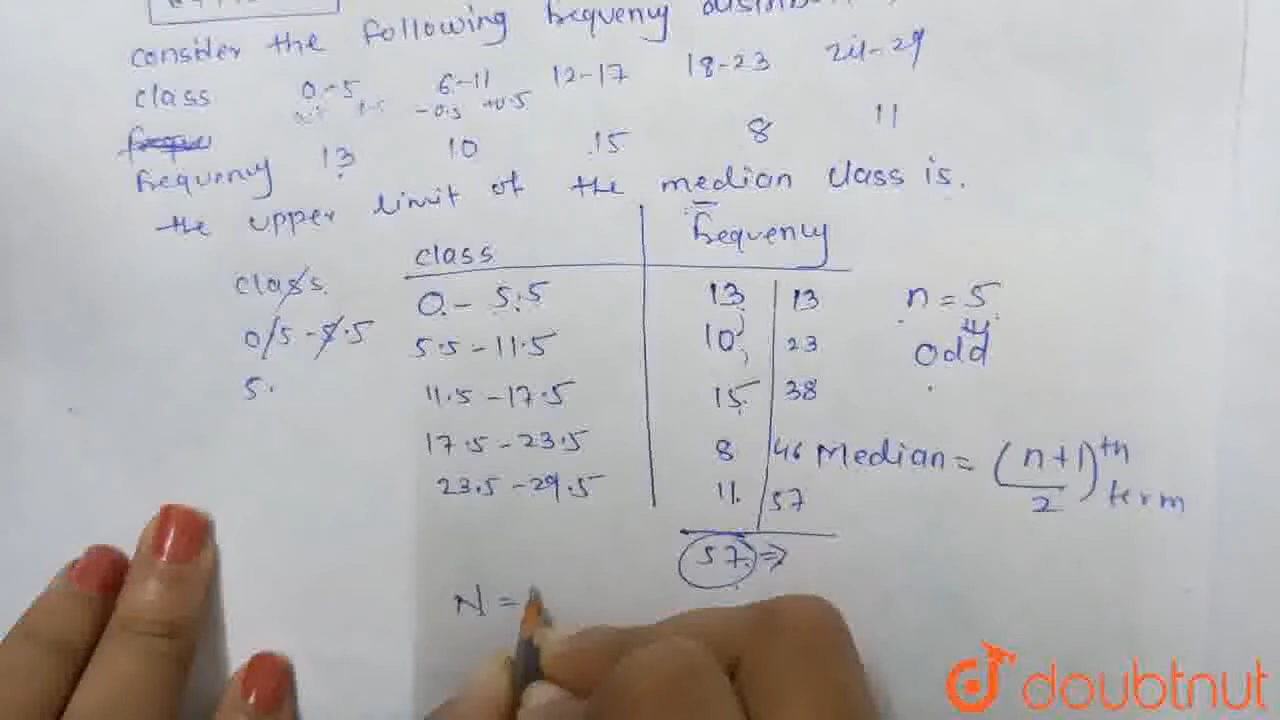 consider the following frequency
class 0-5 6-11 12-17 18-23 24-29
-0.5 +0.5
frequency 13 10 15 8 11
the upper limit of the median class is.
class frequency
class
0 - 5.5 13 13 n = 5
0/5 - 5.5
5.5 - 11.5 10 23 odd
5.
11.5 - 17.5 15 38
17.5 - 23.5 8 46 Median = (n+1/2)th term
23.5 - 29.5 11 57
57 ⇒
N =
doubtnut